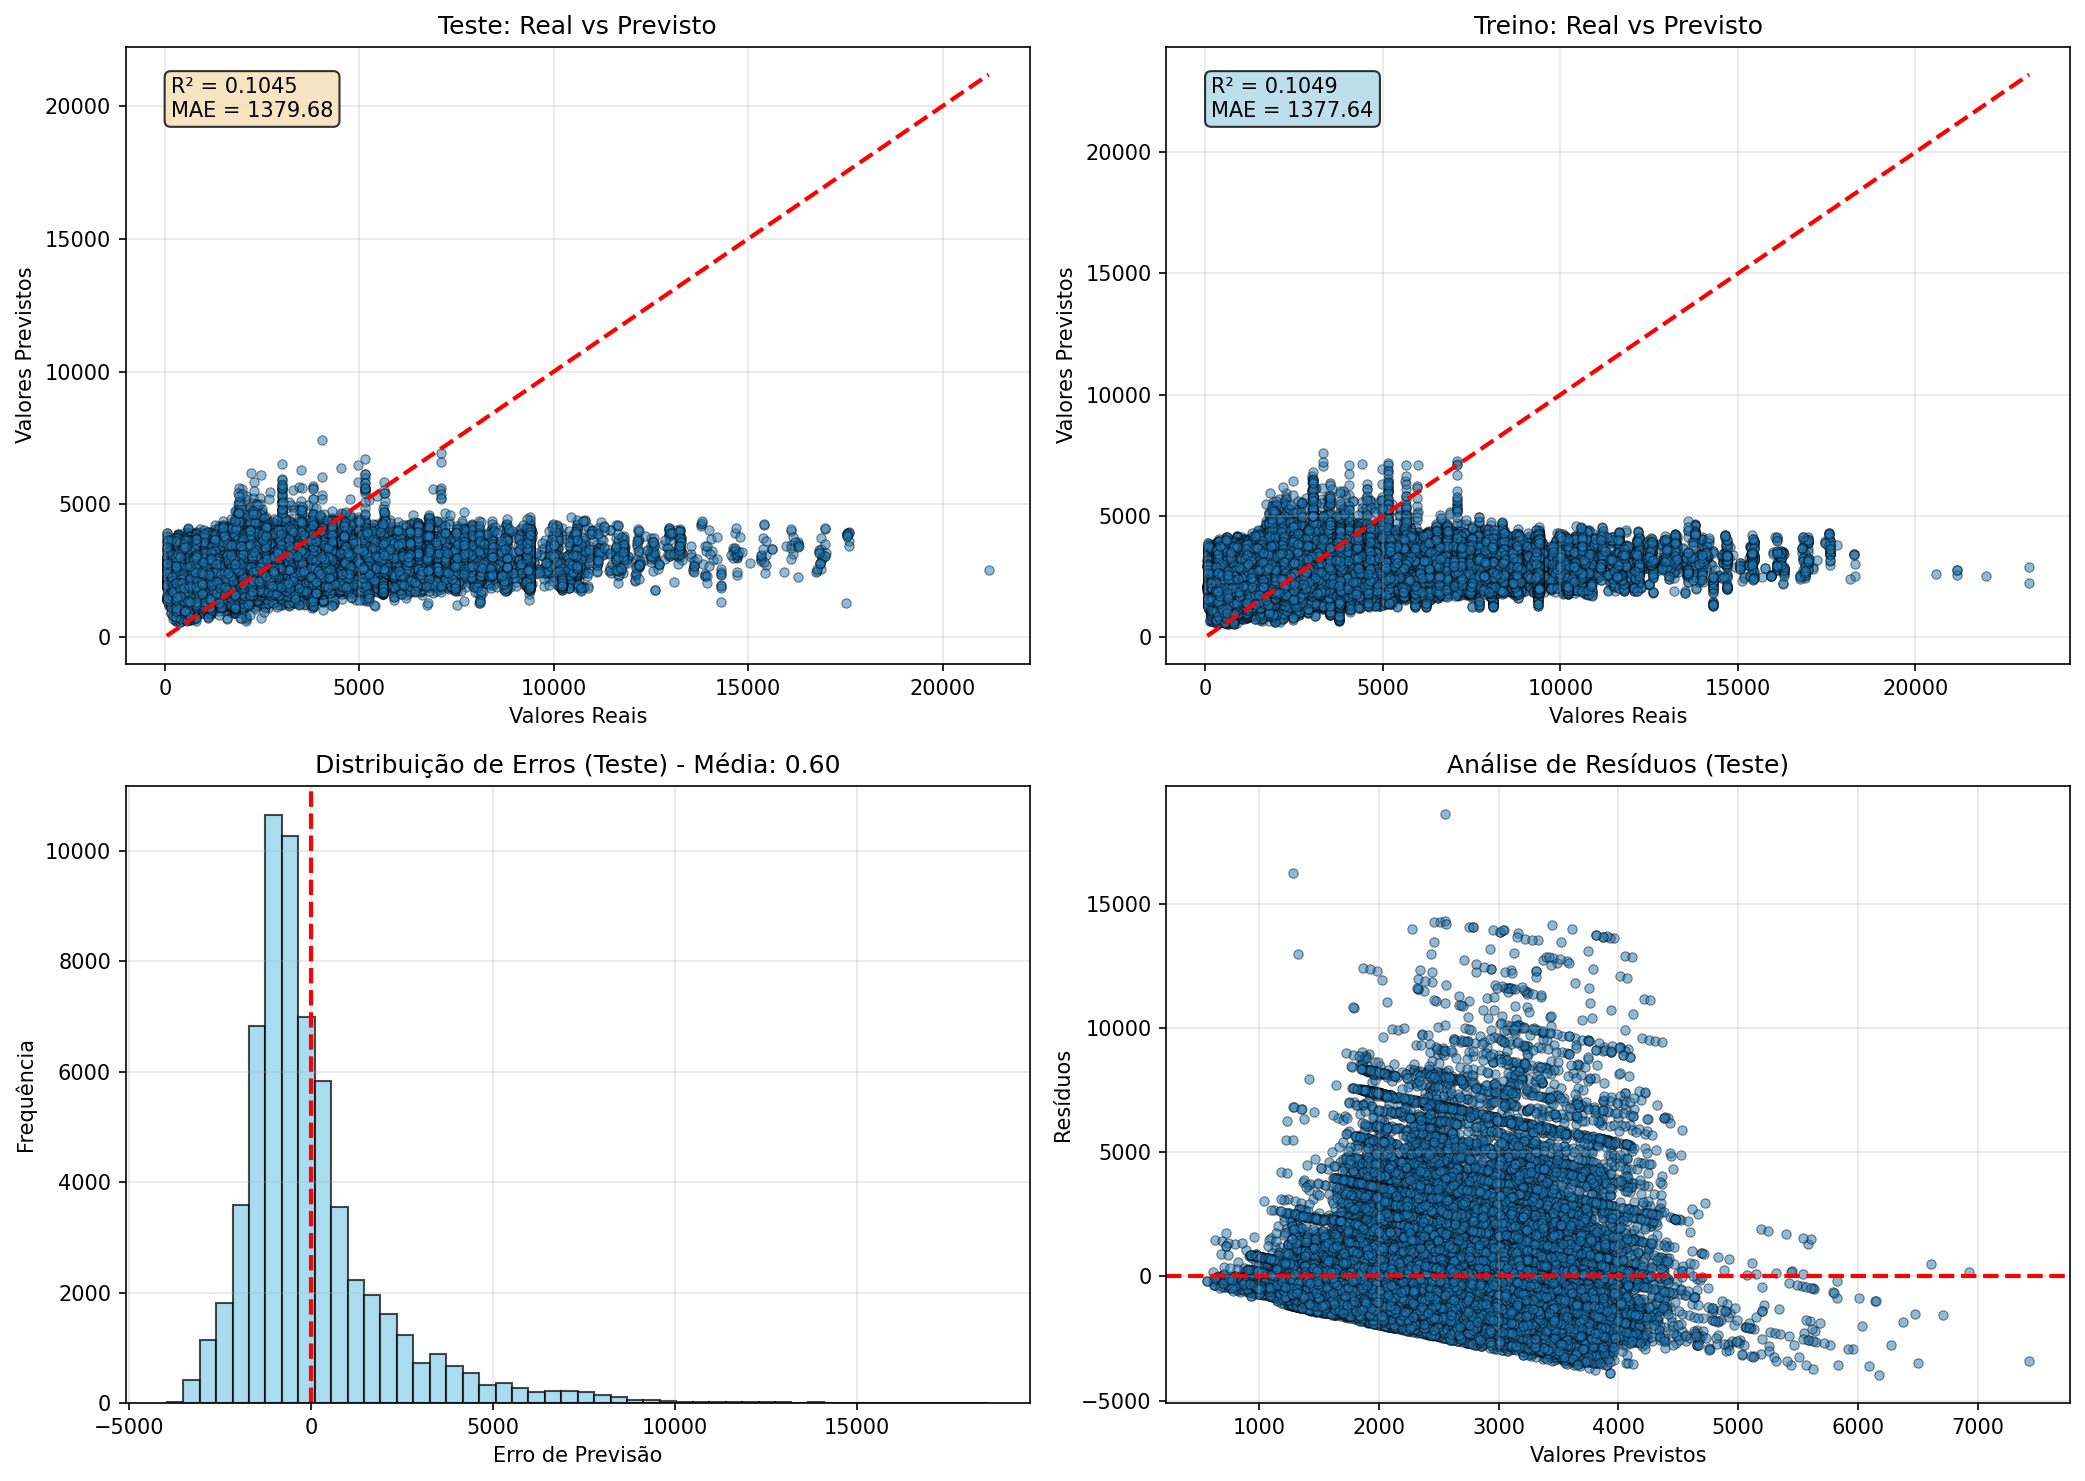 Teste: Real vs Previsto
R² = 0.1045
MAE = 1379.68
20000
15000
10000
5000
0
Valores Previstos
0 5000 10000 15000 20000
Valores Reais
Treino: Real vs Previsto
R² = 0.1049
MAE = 1377.64
20000
15000
10000
5000
0
Valores Previstos
0 5000 10000 15000 20000
Valores Reais
Distribuição de Erros (Teste) - Média: 0.60
10000
8000
6000
4000
2000
0
Frequência
−5000 0 5000 10000 15000
Erro de Previsão
Análise de Resíduos (Teste)
15000
10000
5000
0
−5000
Resíduos
1000 2000 3000 4000 5000 6000 7000
Valores Previstos